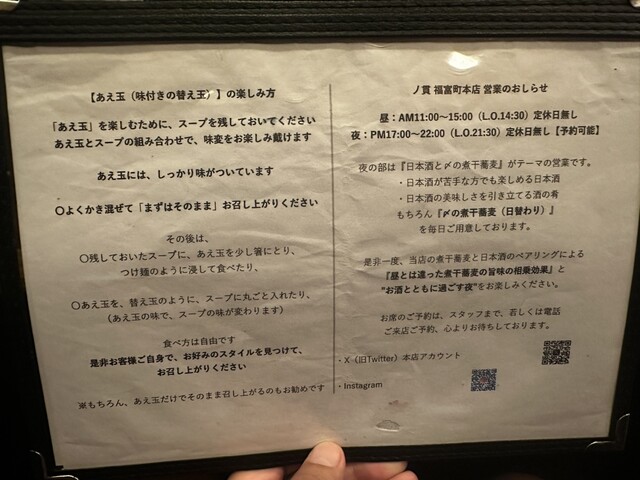 【あえ玉（味付きの替え玉）】の楽しみ方
「あえ玉」を楽しむために、スープを残しておいてください
あえ玉とスープの組み合わせで、味変をお楽しみ戴けます
あえ玉には、しっかり味がついています
〇よくかき混ぜて「まずはそのまま」お召し上がりください
その後は、
〇残しておいたスープに、あえ玉を少し箸にとり、
つけ麺のように浸して食べたり、
〇あえ玉を、替え玉のように、スープに丸ごと入れたり、
（あえ玉の味で、スープの味が変わります）
食べ方は自由です
是非お客様ご自身で、お好みのスタイルを見つけて、
お召し上がりください
※もちろん、あえ玉だけでそのまま召し上がるのもお勧めです
ノ貫 福富町本店 営業のおしらせ
昼：AM11:00～15:00（L.O.14:30）定休日無し
夜：PM17:00～22:00（L.O.21:30）定休日無し【予約可能】
夜の部は『日本酒と〆の煮干蕎麦』がテーマの営業です。
・日本酒が苦手な方でも楽しめる日本酒
・日本酒の美味しさを引き立てる酒の肴
もちろん『〆の煮干蕎麦（日替わり）』
を毎日ご用意しております。
是非一度、当店の煮干蕎麦と日本酒のペアリングによる
『昼とは違った煮干蕎麦の旨味の相乗効果』と
“お酒とともに過ごす夜”をお楽しみください。
お席のご予約は、スタッフまで、若しくは電話
ご来店ご予約、心よりお待ちしております。
・X（旧Twitter）本店アカウント
・Instagram